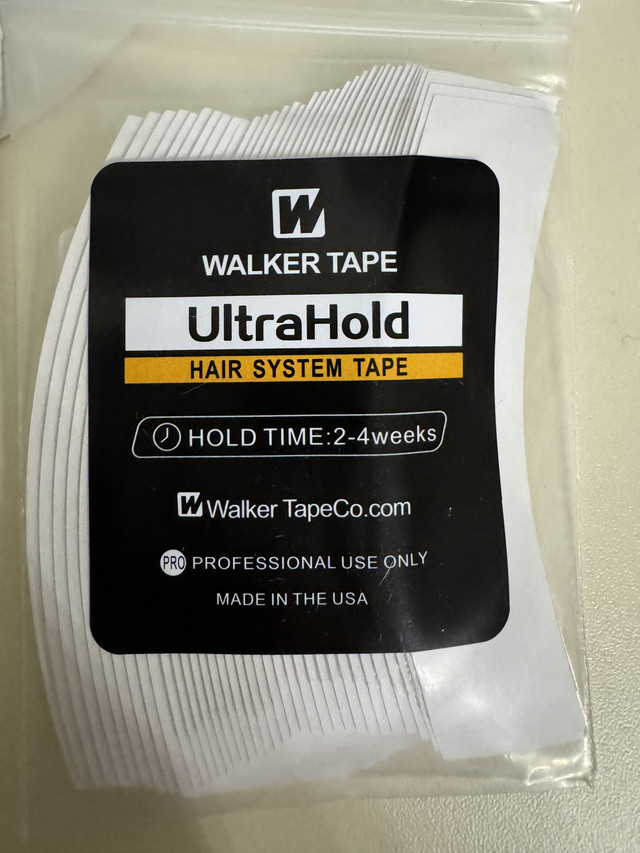 W
WALKER TAPE
UltraHold
HAIR SYSTEM TAPE
HOLD TIME:2-4weeks
W Walker TapeCo.com
PRO PROFESSIONAL USE ONLY
MADE IN THE USA